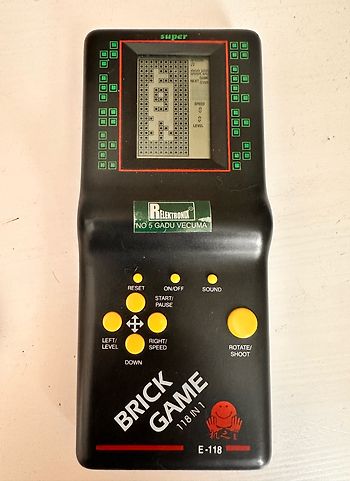 super
NEXT
SPEED
LEVEL
RELEKTRONIKA
NO 5 GADU VECUMA
RESET
ON/OFF
SOUND
START/
PAUSE
LEFT/
LEVEL
RIGHT/
SPEED
DOWN
ROTATE/
SHOOT
BRICK
GAME
118 IN 1
E-118